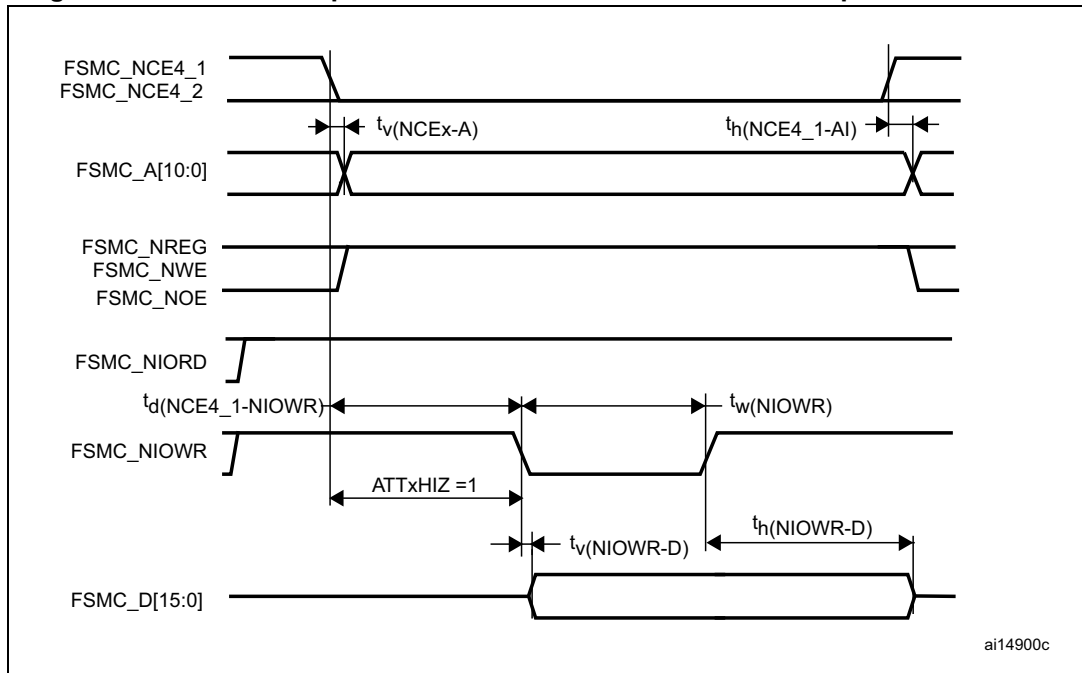 FSMC_NCE4_1
FSMC_NCE4_2
tv(NCEx-A)
th(NCE4_1-AI)
FSMC_A[10:0]
FSMC_NREG
FSMC_NWE
FSMC_NOE
FSMC_NIORD
td(NCE4_1-NIOWR)
tw(NIOWR)
FSMC_NIOWR
ATTxHIZ =1
th(NIOWR-D)
tv(NIOWR-D)
FSMC_D[15:0]
ai14900c